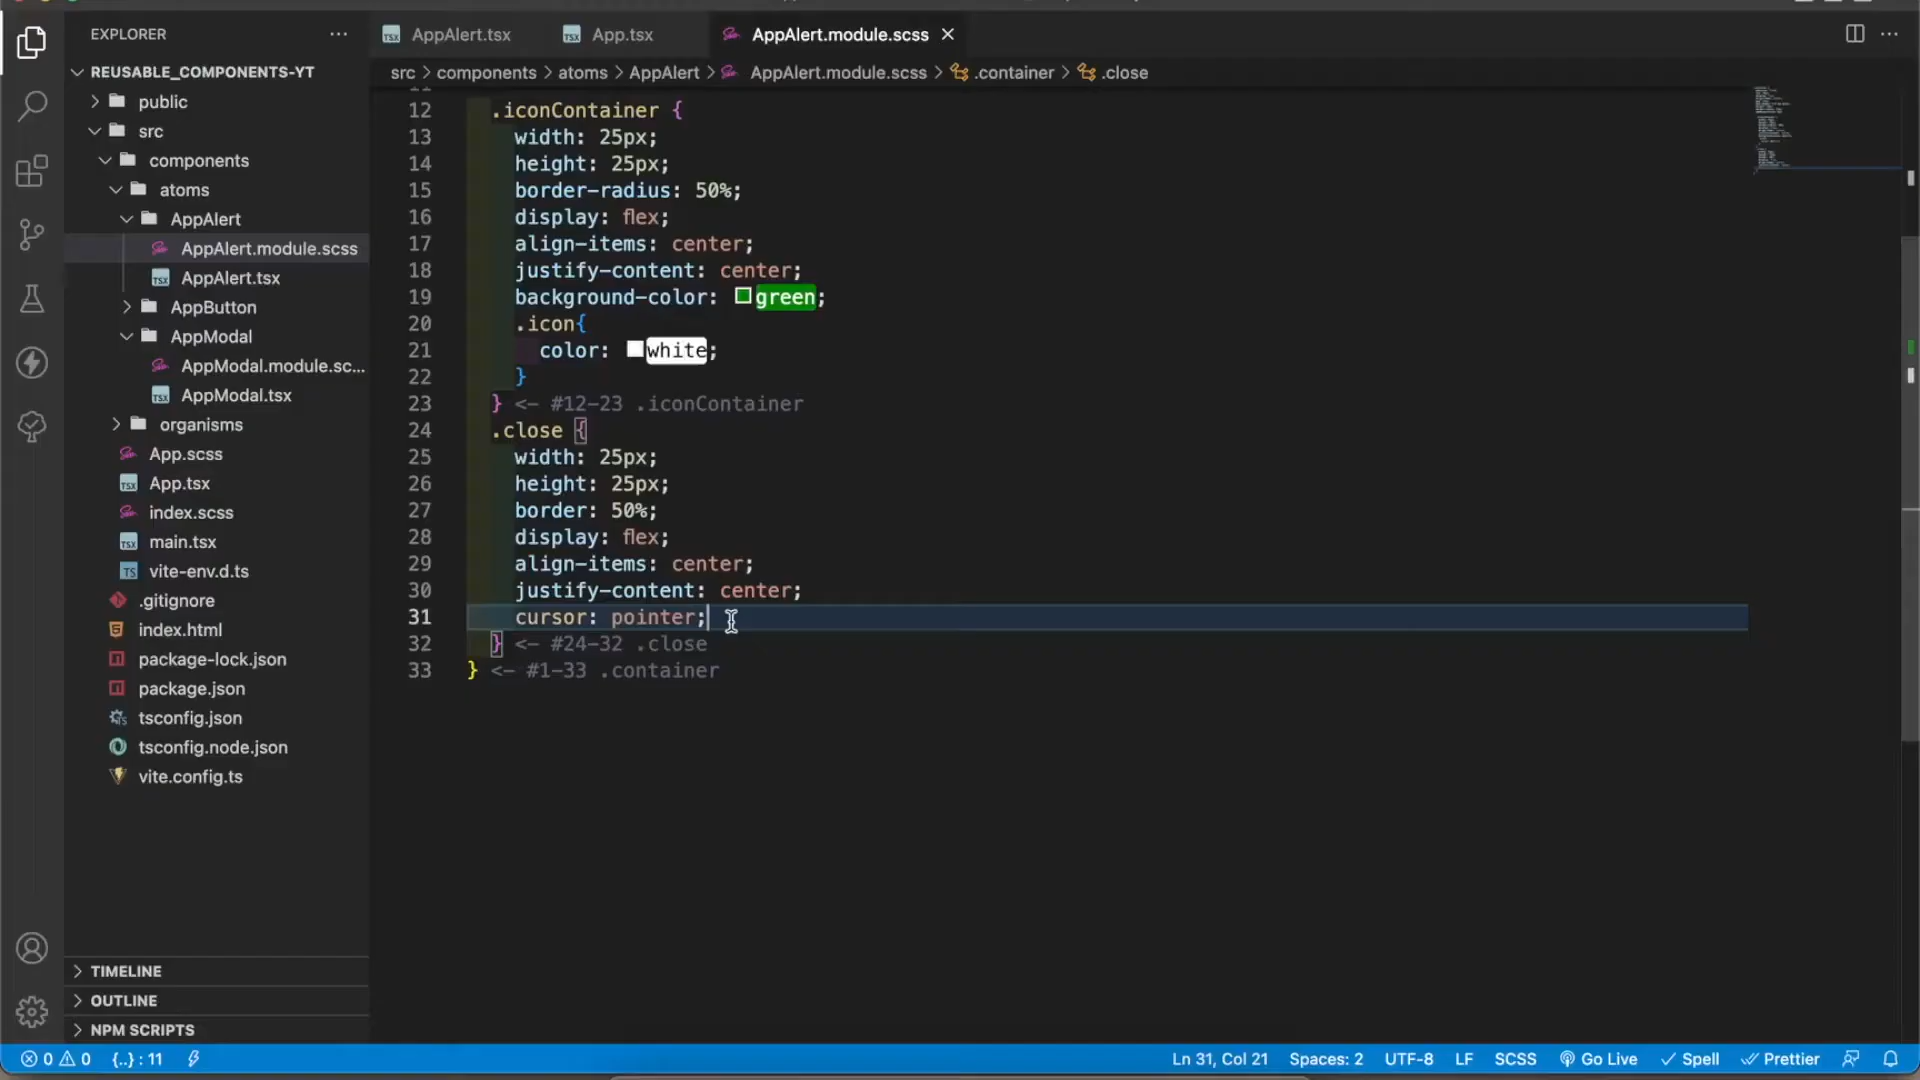 EXPLORER
REUSABLE_COMPONENTS-YT
public
src
components
atoms
AppAlert
AppAlert.module.scss
AppAlert.tsx
AppButton
AppModal
AppModal.module.sc...
AppModal.tsx
organisms
App.scss
App.tsx
index.scss
main.tsx
vite-env.d.ts
.gitignore
index.html
package-lock.json
package.json
tsconfig.json
tsconfig.node.json
vite.config.ts
TIMELINE
OUTLINE
NPM SCRIPTS
AppAlert.tsx App.tsx AppAlert.module.scss
src > components > atoms > AppAlert > AppAlert.module.scss > .container > .close
12 .iconContainer {
13 width: 25px;
14 height: 25px;
15 border-radius: 50%;
16 display: flex;
17 align-items: center;
18 justify-content: center;
19 background-color: green;
20 .icon{
21 color: white;
22 }
23 } <- #12-23 .iconContainer
24 .close {
25 width: 25px;
26 height: 25px;
27 border: 50%;
28 display: flex;
29 align-items: center;
30 justify-content: center;
31 cursor: pointer;
32 } <- #24-32 .close
33 } <- #1-33 .container
0 0 {..} : 11 Ln 31, Col 21 Spaces: 2 UTF-8 LF SCSS Go Live Spell Prettier